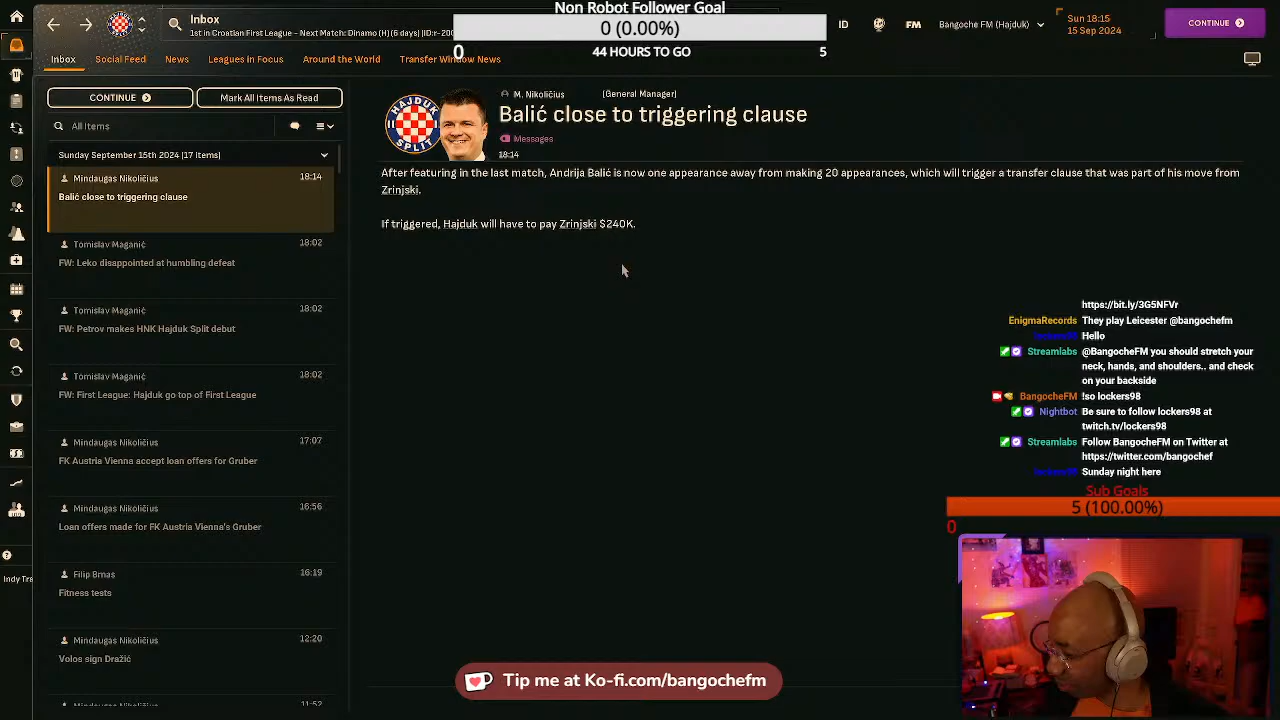 Non Robot Follower Goal
0 (0.00%)
0
44 HOURS TO GO
5
Inbox
1st in Croatian First League - Next Match: Dinamo (H) (6 days) |ID:t-200
ID
FM
Bangoche FM (Hajduk)
Sun 18:15
15 Sep 2024
CONTINUE
Inbox
Social Feed
News
Leagues in Focus
Around the World
Transfer Window News
CONTINUE
Mark All Items As Read
All Items
Sunday September 15th 2024 (17 Items)
Mindaugas Nikoličius
18:14
Balić close to triggering clause
Tomislav Maganić
18:02
FW: Leko disappointed at humbling defeat
Tomislav Maganić
18:02
FW: Petrov makes HNK Hajduk Split debut
Tomislav Maganić
18:02
FW: First League: Hajduk go top of First League
Mindaugas Nikoličius
17:07
FK Austria Vienna accept loan offers for Gruber
Mindaugas Nikoličius
16:56
Loan offers made for FK Austria Vienna's Gruber
Filip Brnas
16:19
Fitness tests
Mindaugas Nikoličius
12:20
Volos sign Dražić
Mindaugas Nikoličius
11:52
Indy Tra
HAJDUK
SPLIT
M. Nikoličius
(General Manager)
Balić close to triggering clause
Messages
18:14
After featuring in the last match, Andrija Balić is now one appearance away from making 20 appearances, which will trigger a transfer clause that was part of his move from
Zrinjski.
If triggered, Hajduk will have to pay Zrinjski $240K.
https://bit.ly/3G5NFVr
EnigmaRecords They play Leicester @bangochefm
lockers98 Hello
Streamlabs @BangocheFM you should stretch your
neck, hands, and shoulders.. and check
on your backside
BangocheFM !so lockers98
Nightbot Be sure to follow lockers98 at
twitch.tv/lockers98
Streamlabs Follow BangocheFM on Twitter at
https://twitter.com/bangochef
lockers98 Sunday night here
Sub Goals
5 (100.00%)
0
Tip me at Ko-fi.com/bangochefm